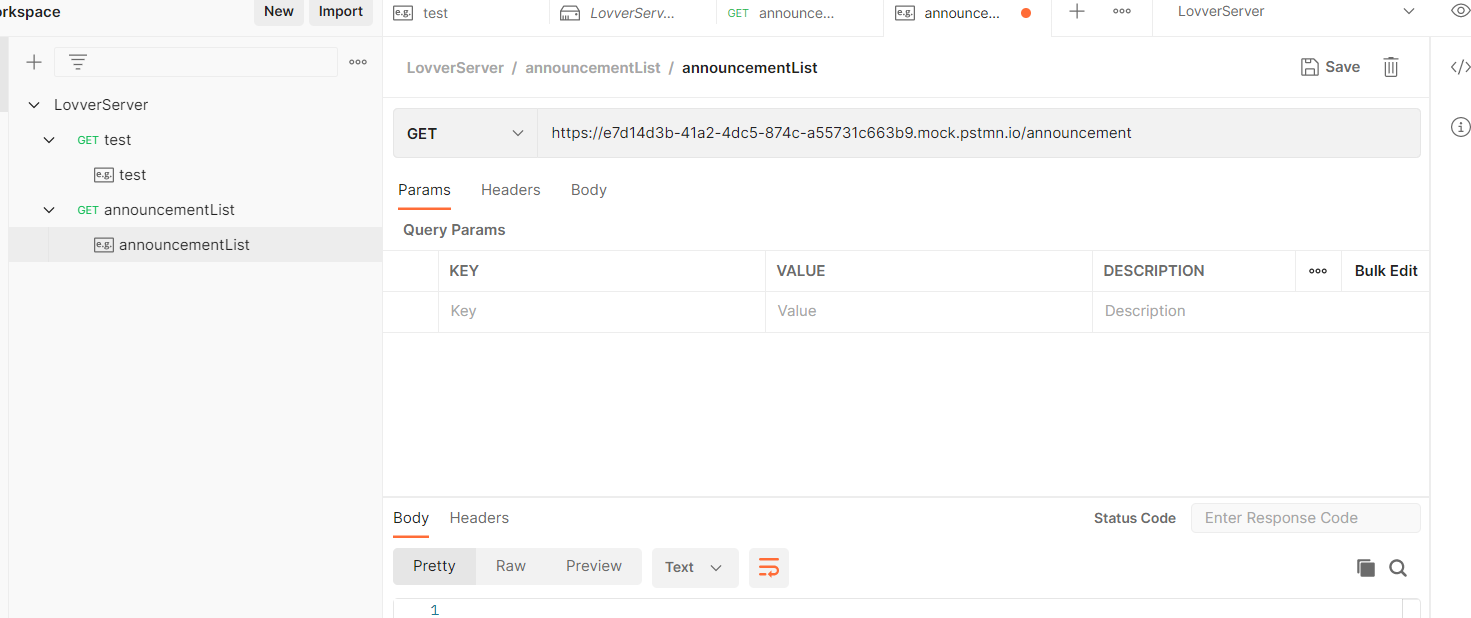 orkspace New Import
e.g. test LovverServ... GET announce... e.g. announce... LovverServer
LovverServer / announcementList / announcementList Save
LovverServer
GET test
e.g. test
GET announcementList
e.g. announcementList
GET https://e7d14d3b-41a2-4dc5-874c-a55731c663b9.mock.pstmn.io/announcement
Params Headers Body
Query Params
KEY VALUE DESCRIPTION Bulk Edit
Key Value Description
Body Headers Status Code Enter Response Code
Pretty Raw Preview Text
1